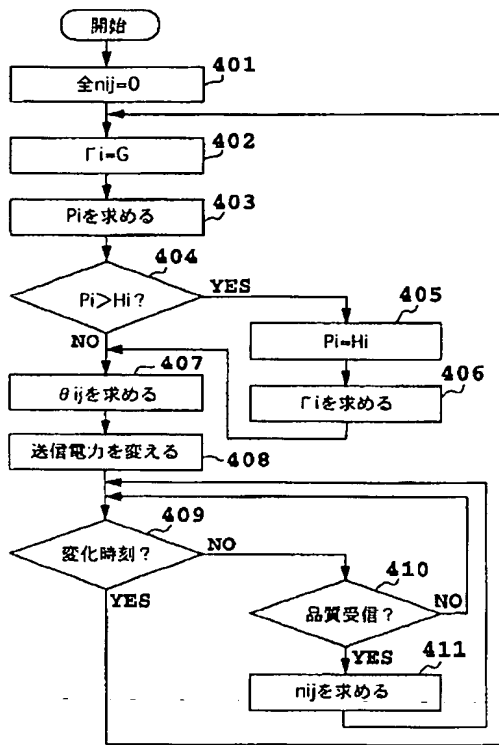 開始
401
全nij=0
402
Γi=G
403
Piを求める
404
Pi>Hi?
YES
405
Pi=Hi
NO
407
406
θijを求める
Γiを求める
送信電力を変える
408
409
変化時刻?
NO
410
YES
品質受信?
NO
YES
411
nijを求める